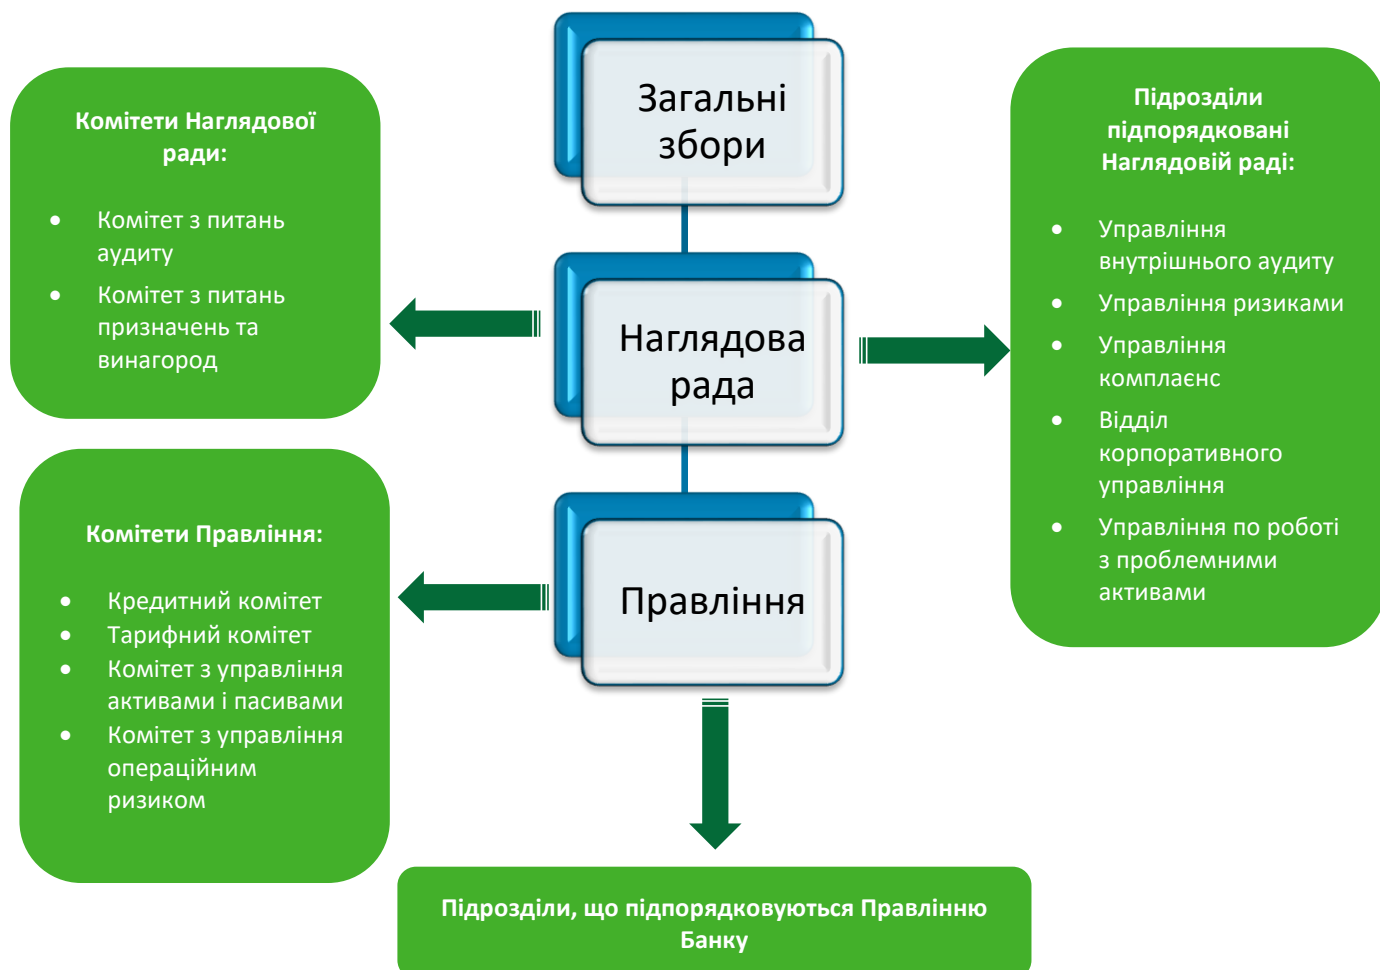 Загальні
збори
Комітети Наглядової
ради:
• Комітет з питань
аудиту
• Комітет з питань
призначень та
винагород
Наглядова
рада
Підрозділи
підпорядковані
Наглядовій раді:
• Управління
внутрішнього аудиту
• Управління ризиками
• Управління
комплаєнс
• Відділ
корпоративного
управління
• Управління по роботі
з проблемними
активами
Комітети Правління:
• Кредитний комітет
• Тарифний комітет
• Комітет з управління
активами і пасивами
• Комітет з управління
операційним
ризиком
Правління
Підрозділи, що підпорядковуються Правлінню
Банку